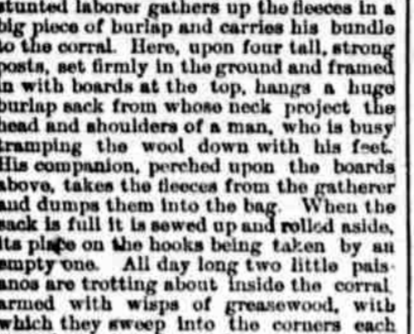 stunted laborer gathers up the fleeces in a
big piece of burlap and carries his bundle
to the corral. Here, upon four tall, strong
posts, set firmly in the ground and framed
in with boards at the top, hangs a huge
burlap sack from whose neck project the
head and shoulders of a man, who is busy
tramping the wool down with his feet.
His companion, perched upon the boards
above, takes the fleeces from the gatherer
and dumps them into the bag. When the
sack is full it is sewed up and rolled aside,
its place on the hooks being taken by an
empty one. All day long two little pais-
anos are trotting about inside the corral
armed with wisps of greasewood, with
which they sweep into the corners each